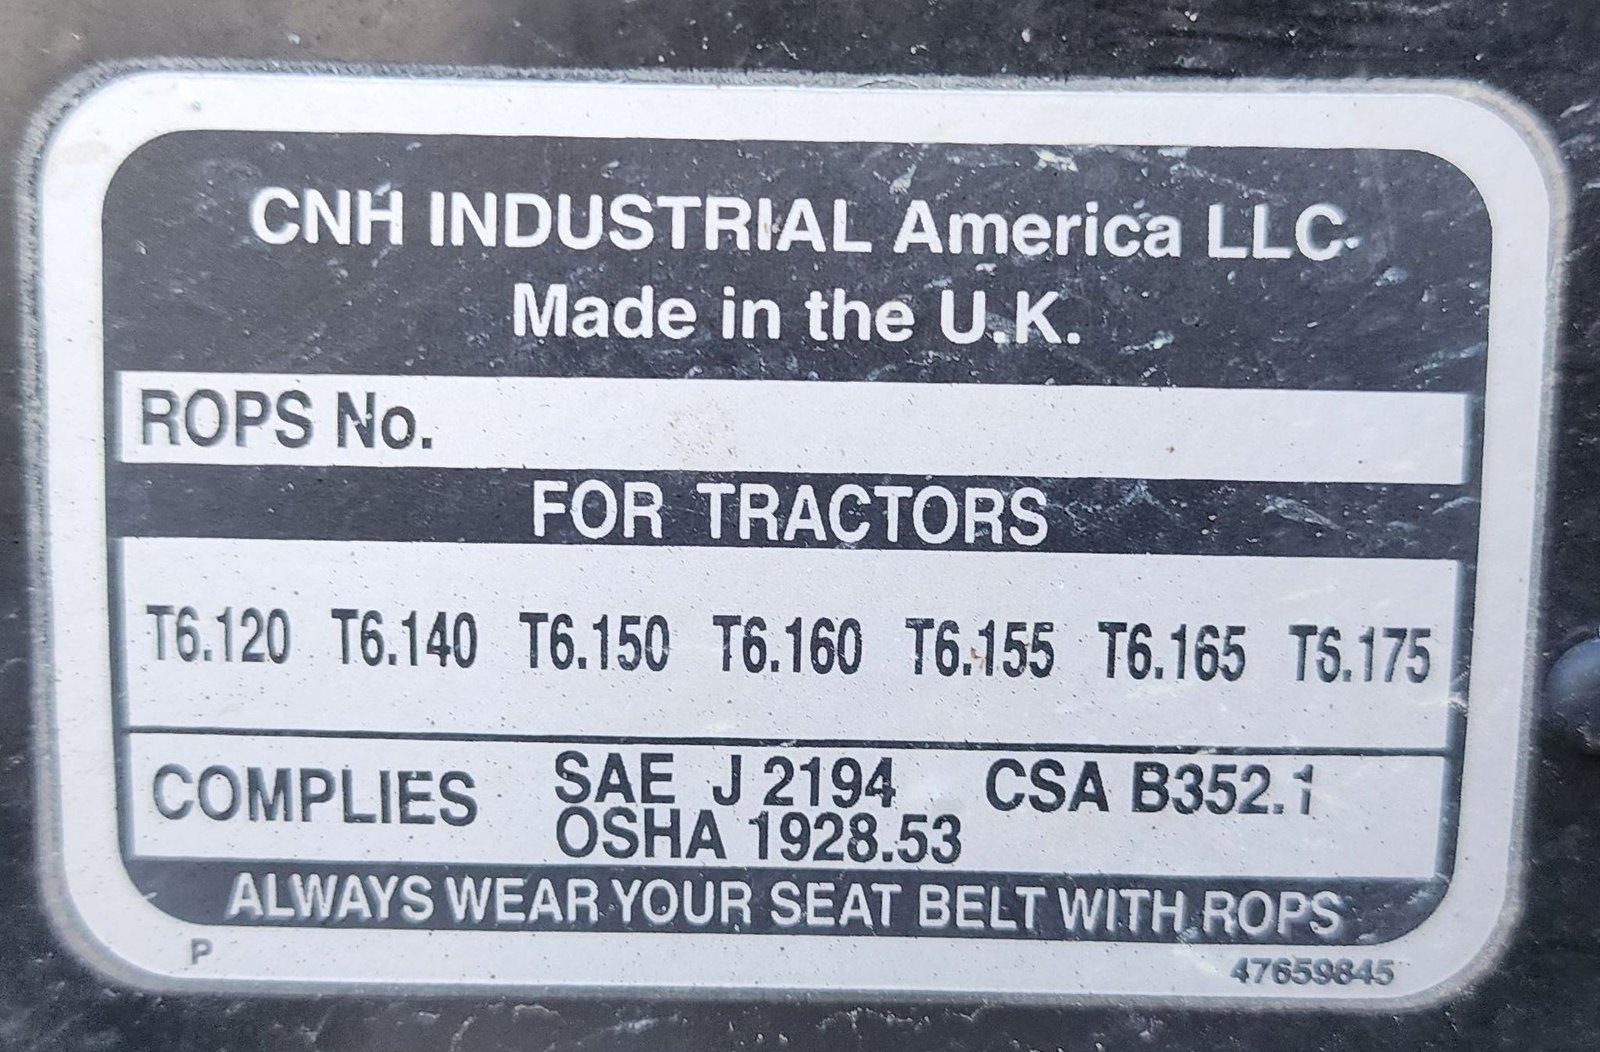 CNH INDUSTRIAL America LLC.
Made in the U.K.
ROPS No.
FOR TRACTORS
T6.120 T6.140 T6.150 T6.160 T6.155 T6.165 T6.175
COMPLIES SAE J 2194 CSA B352.1
OSHA 1928.53
ALWAYS WEAR YOUR SEAT BELT WITH ROPS
P 47659845